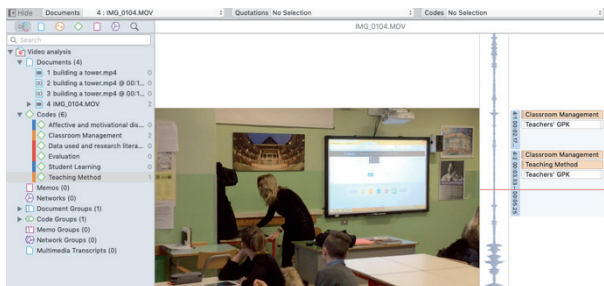 Hide Documents 4 : IMG_0104.MOV Quotations No Selection Codes No Selection
IMG_0104.MOV
Search
Video analysis
Documents (4)
1 building a tower.mp4 0
2 building a tower.mp4 @ 00:1... 0
3 building a tower.mp4 @ 00:1... 0
4 IMG_0104.MOV 2
Codes (6)
Affective and motivational dis... 0
Classroom Management 2
Data used and research litera... 0
Evaluation 0
Student Learning 0
Teaching Method 1
Memos (0)
Networks (0)
Document Groups (1)
Code Groups (1)
Memo Groups (0)
Network Groups (0)
Multimedia Transcripts (0)
Classroom Management
Teachers' GPK
Classroom Management
Teaching Method
Teachers' GPK